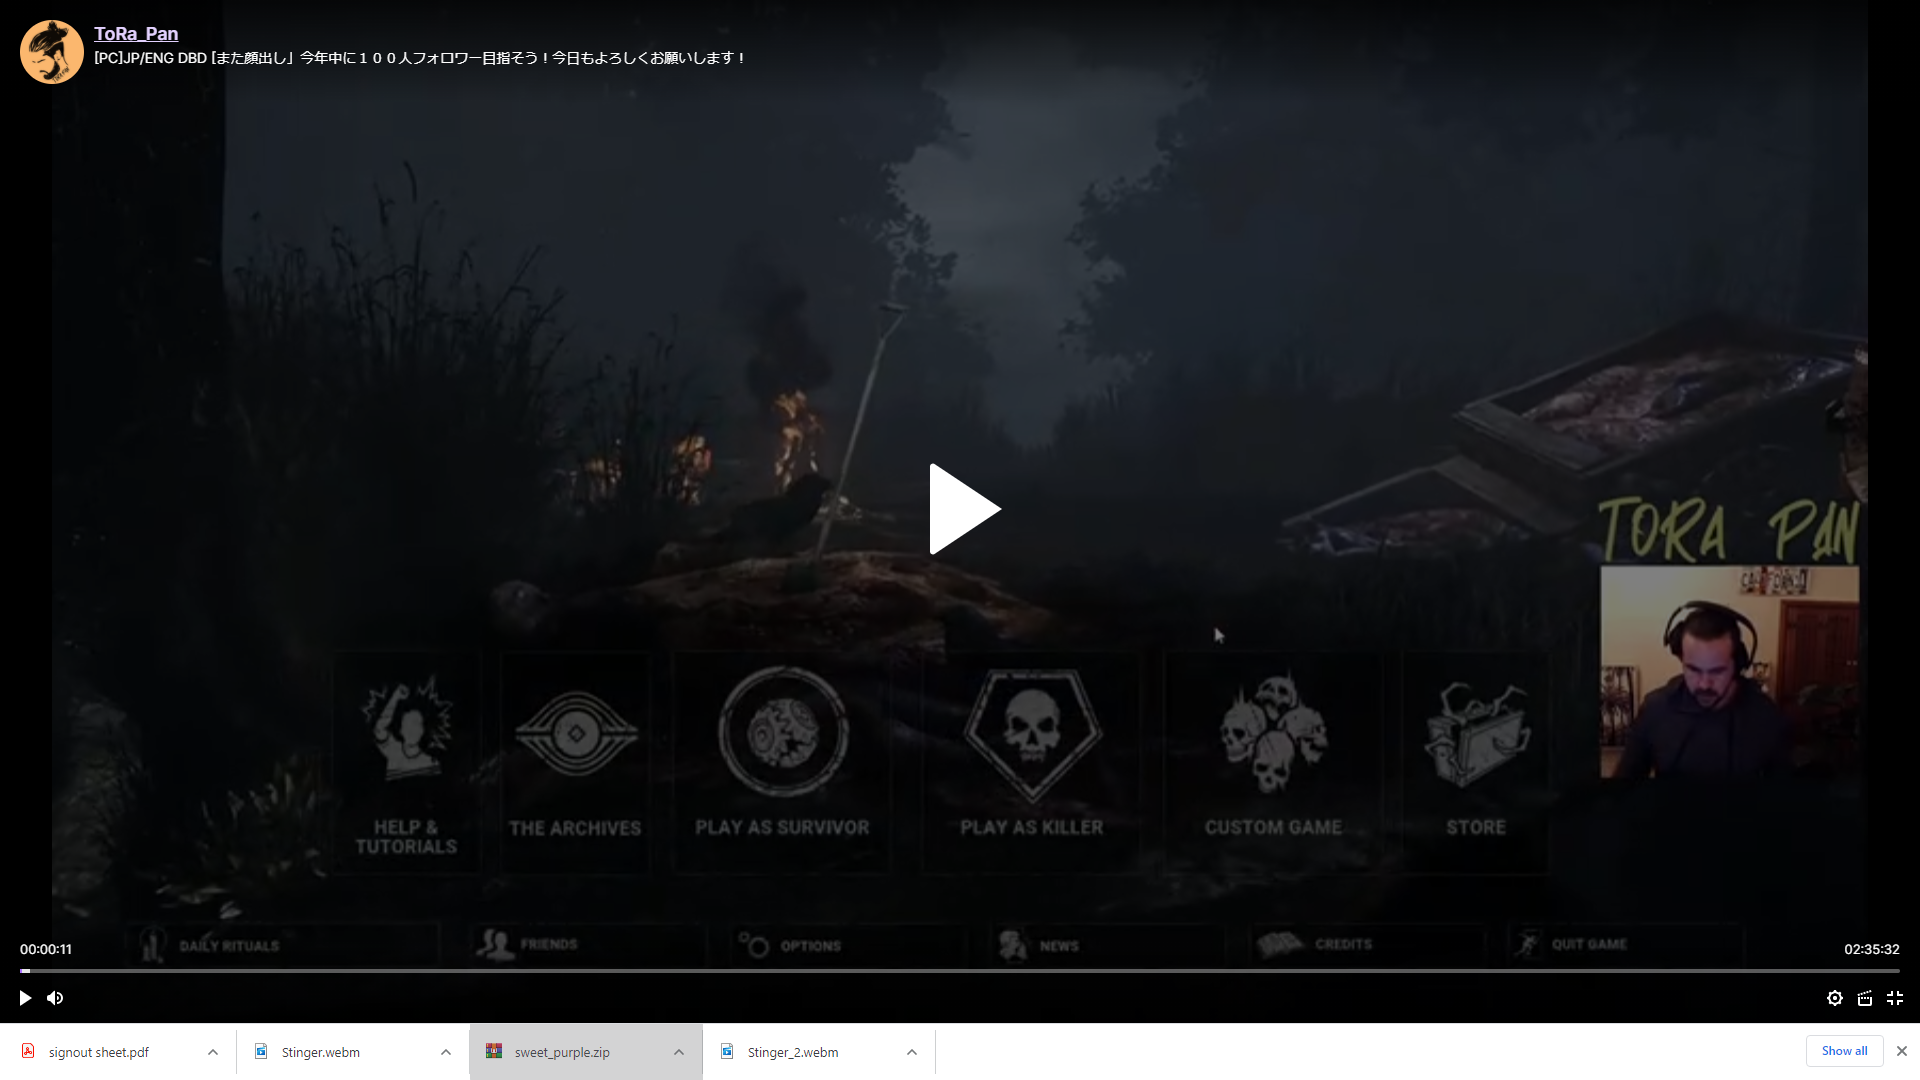 ToRa_Pan
[PC]JP/ENG DBD [また顔出し」今年中に１００人フォロワー目指そう！今日もよろしくお願いします！
TORA PAN
CALIFORNIA
HELP &
TUTORIALS
THE ARCHIVES
PLAY AS SURVIVOR
PLAY AS KILLER
CUSTOM GAME
STORE
DAILY RITUALS
FRIENDS
OPTIONS
NEWS
CREDITS
QUIT GAME
00:00:11
02:35:32
signout sheet.pdf
Stinger.webm
sweet_purple.zip
Stinger_2.webm
Show all